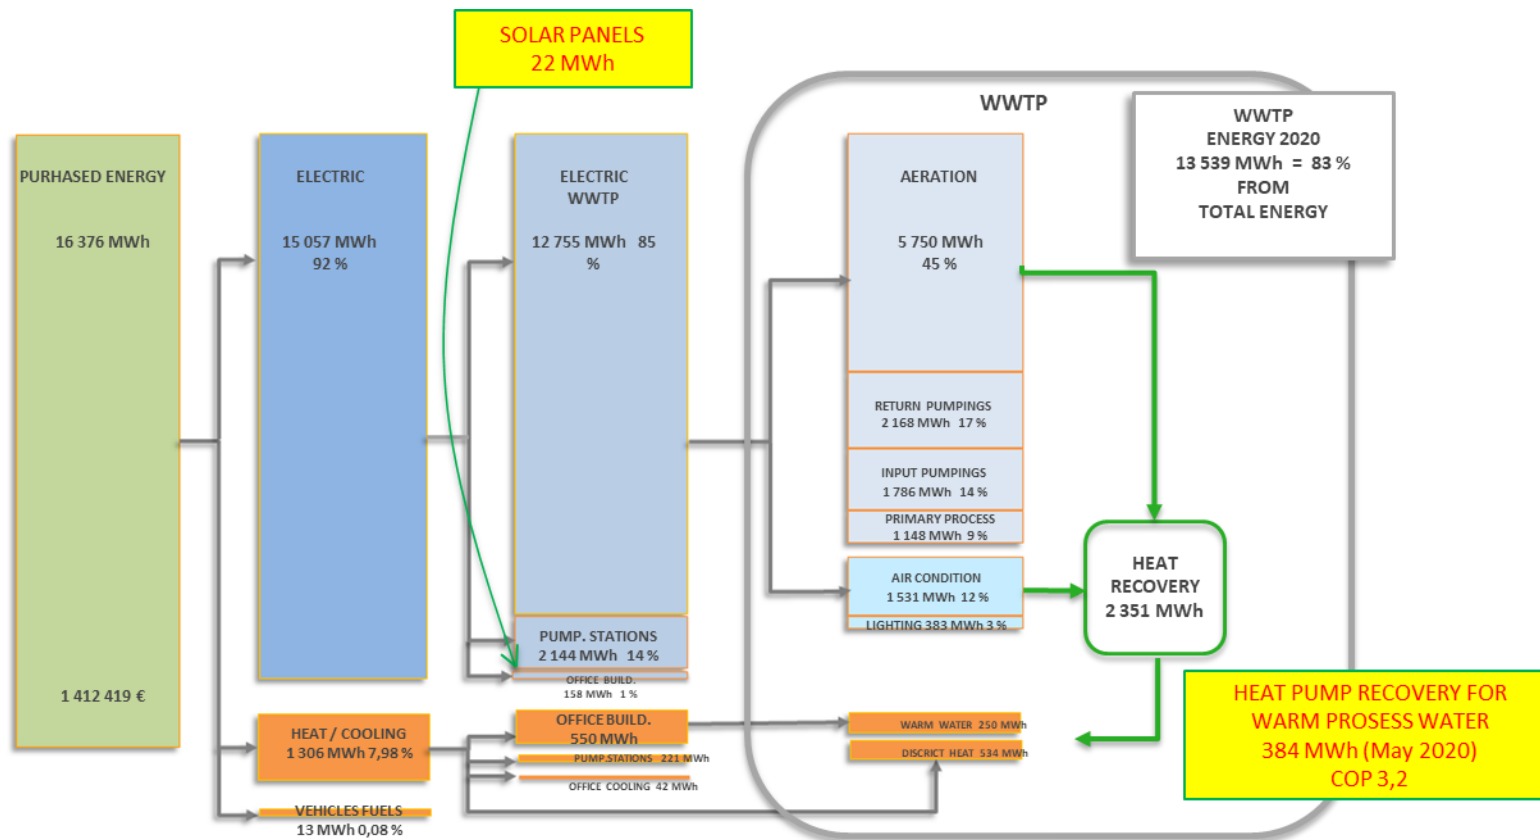 SOLAR PANELS
22 MWh
WWTP
WWTP
ENERGY 2020
13 539 MWh = 83 %
FROM
TOTAL ENERGY
PURHASED ENERGY
16 376 MWh
1 412 419 €
ELECTRIC
15 057 MWh
92 %
HEAT / COOLING
1 306 MWh 7,98 %
VEHICLES FUELS
13 MWh 0,08 %
ELECTRIC
WWTP
12 755 MWh 85
%
PUMP. STATIONS
2 144 MWh 14 %
OFFICE BUILD.
158 MWh 1 %
OFFICE BUILD.
550 MWh
PUMP.STATIONS 221 MWh
OFFICE COOLING 42 MWh
AERATION
5 750 MWh
45 %
RETURN PUMPINGS
2 168 MWh 17 %
INPUT PUMPINGS
1 786 MWh 14 %
PRIMARY PROCESS
1 148 MWh 9 %
AIR CONDITION
1 531 MWh 12 %
LIGHTING 383 MWh 3 %
WARM WATER 250 MWh
DISCRICT HEAT 534 MWh
HEAT
RECOVERY
2 351 MWh
HEAT PUMP RECOVERY FOR
WARM PROSESS WATER
384 MWh (May 2020)
COP 3,2